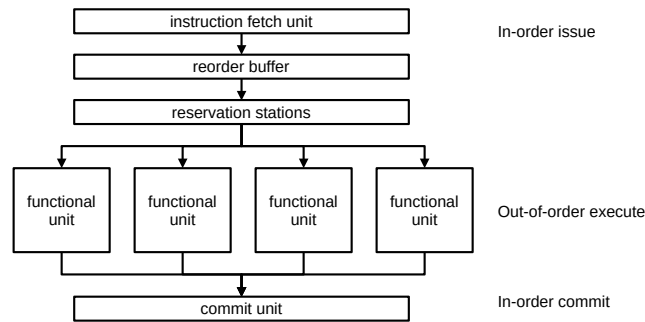 instruction fetch unit
In-order issue
reorder buffer
reservation stations
functional
unit
functional
unit
functional
unit
functional
unit
Out-of-order execute
commit unit
In-order commit